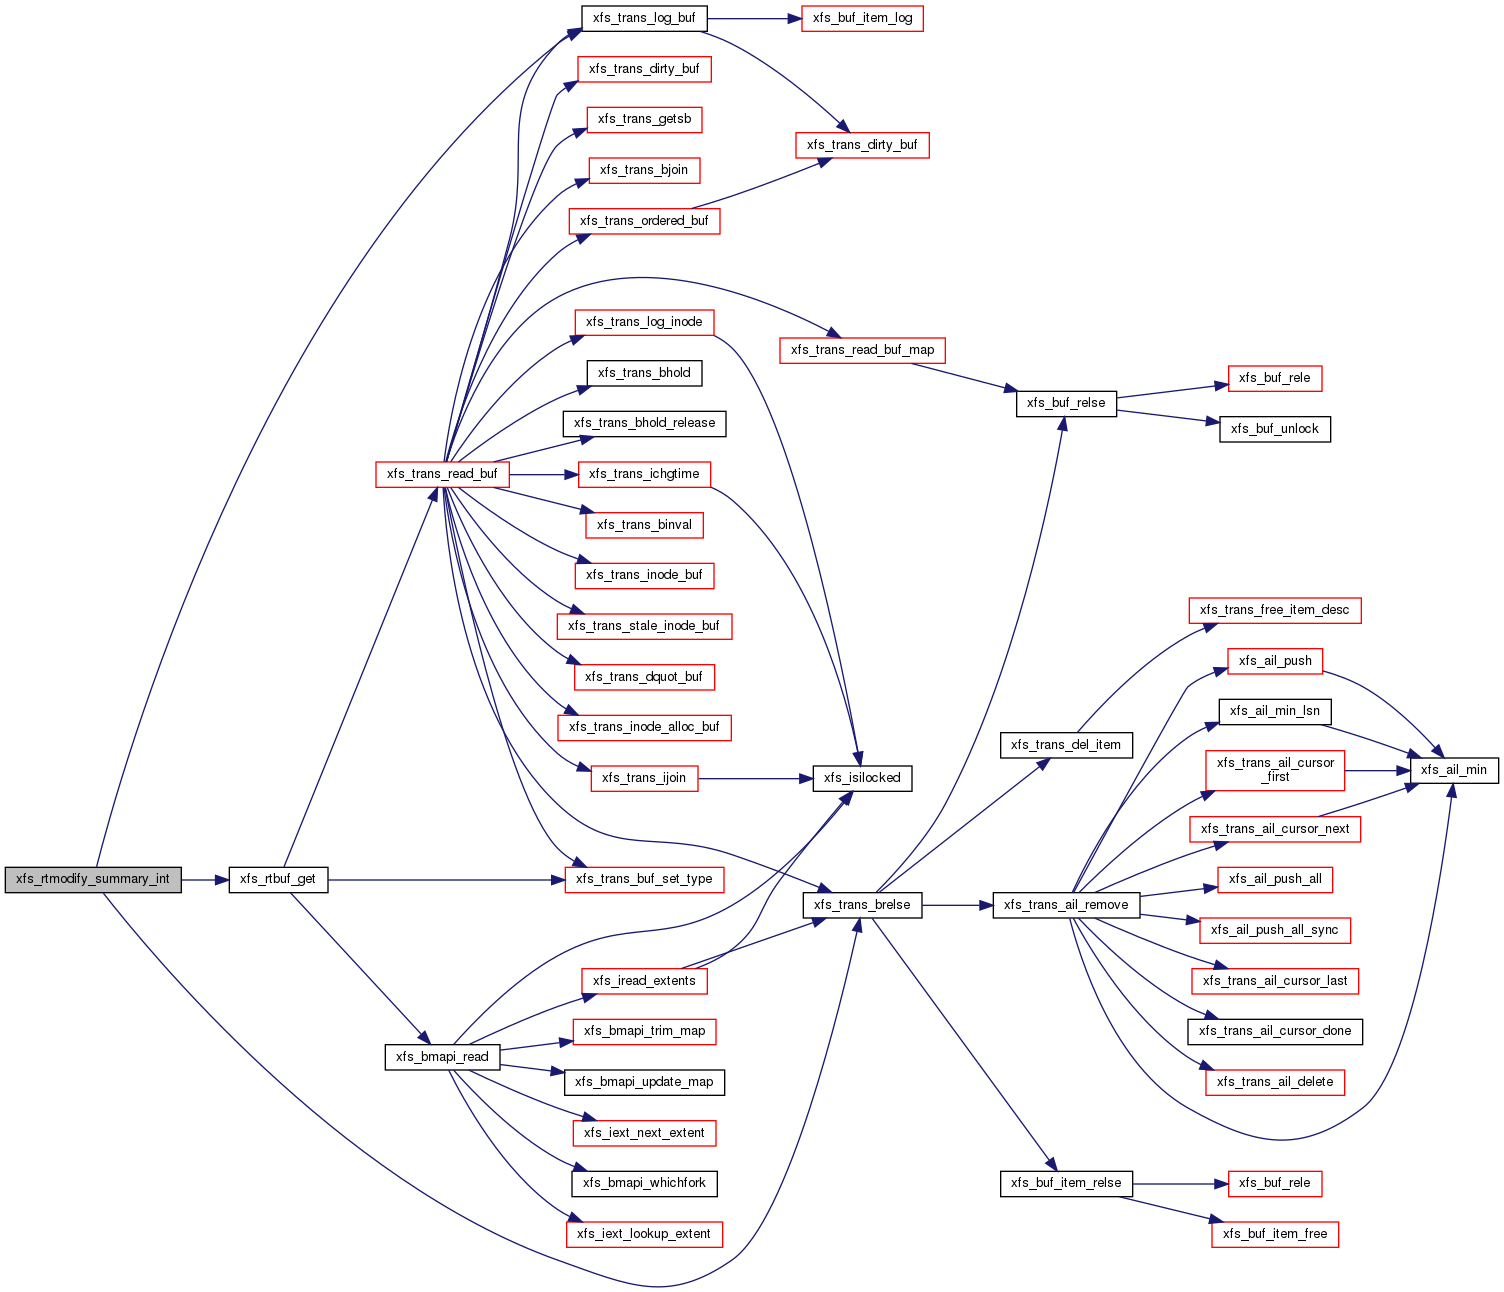 xfs_trans_log_buf
xfs_buf_item_log
xfs_trans_dirty_buf
xfs_trans_getsb
xfs_trans_dirty_buf
xfs_trans_bjoin
xfs_trans_ordered_buf
xfs_trans_log_inode
xfs_trans_read_buf_map
xfs_trans_bhold
xfs_buf_rele
xfs_buf_relse
xfs_trans_bhold_release
xfs_buf_unlock
xfs_trans_read_buf
xfs_trans_ichgtime
xfs_trans_binval
xfs_trans_inode_buf
xfs_trans_stale_inode_buf
xfs_trans_free_item_desc
xfs_trans_dquot_buf
xfs_ail_push
xfs_trans_inode_alloc_buf
xfs_ail_min_lsn
xfs_trans_del_item
xfs_trans_ijoin
xfs_isilocked
xfs_trans_ail_cursor
_first
xfs_ail_min
xfs_trans_ail_cursor_next
xfs_rtmodify_summary_int
xfs_rtbuf_get
xfs_trans_buf_set_type
xfs_ail_push_all
xfs_trans_brelse
xfs_trans_ail_remove
xfs_ail_push_all_sync
xfs_iread_extents
xfs_trans_ail_cursor_last
xfs_bmapi_trim_map
xfs_trans_ail_cursor_done
xfs_bmapi_read
xfs_bmapi_update_map
xfs_trans_ail_delete
xfs_iext_next_extent
xfs_bmapi_whichfork
xfs_buf_item_relse
xfs_buf_rele
xfs_iext_lookup_extent
xfs_buf_item_free